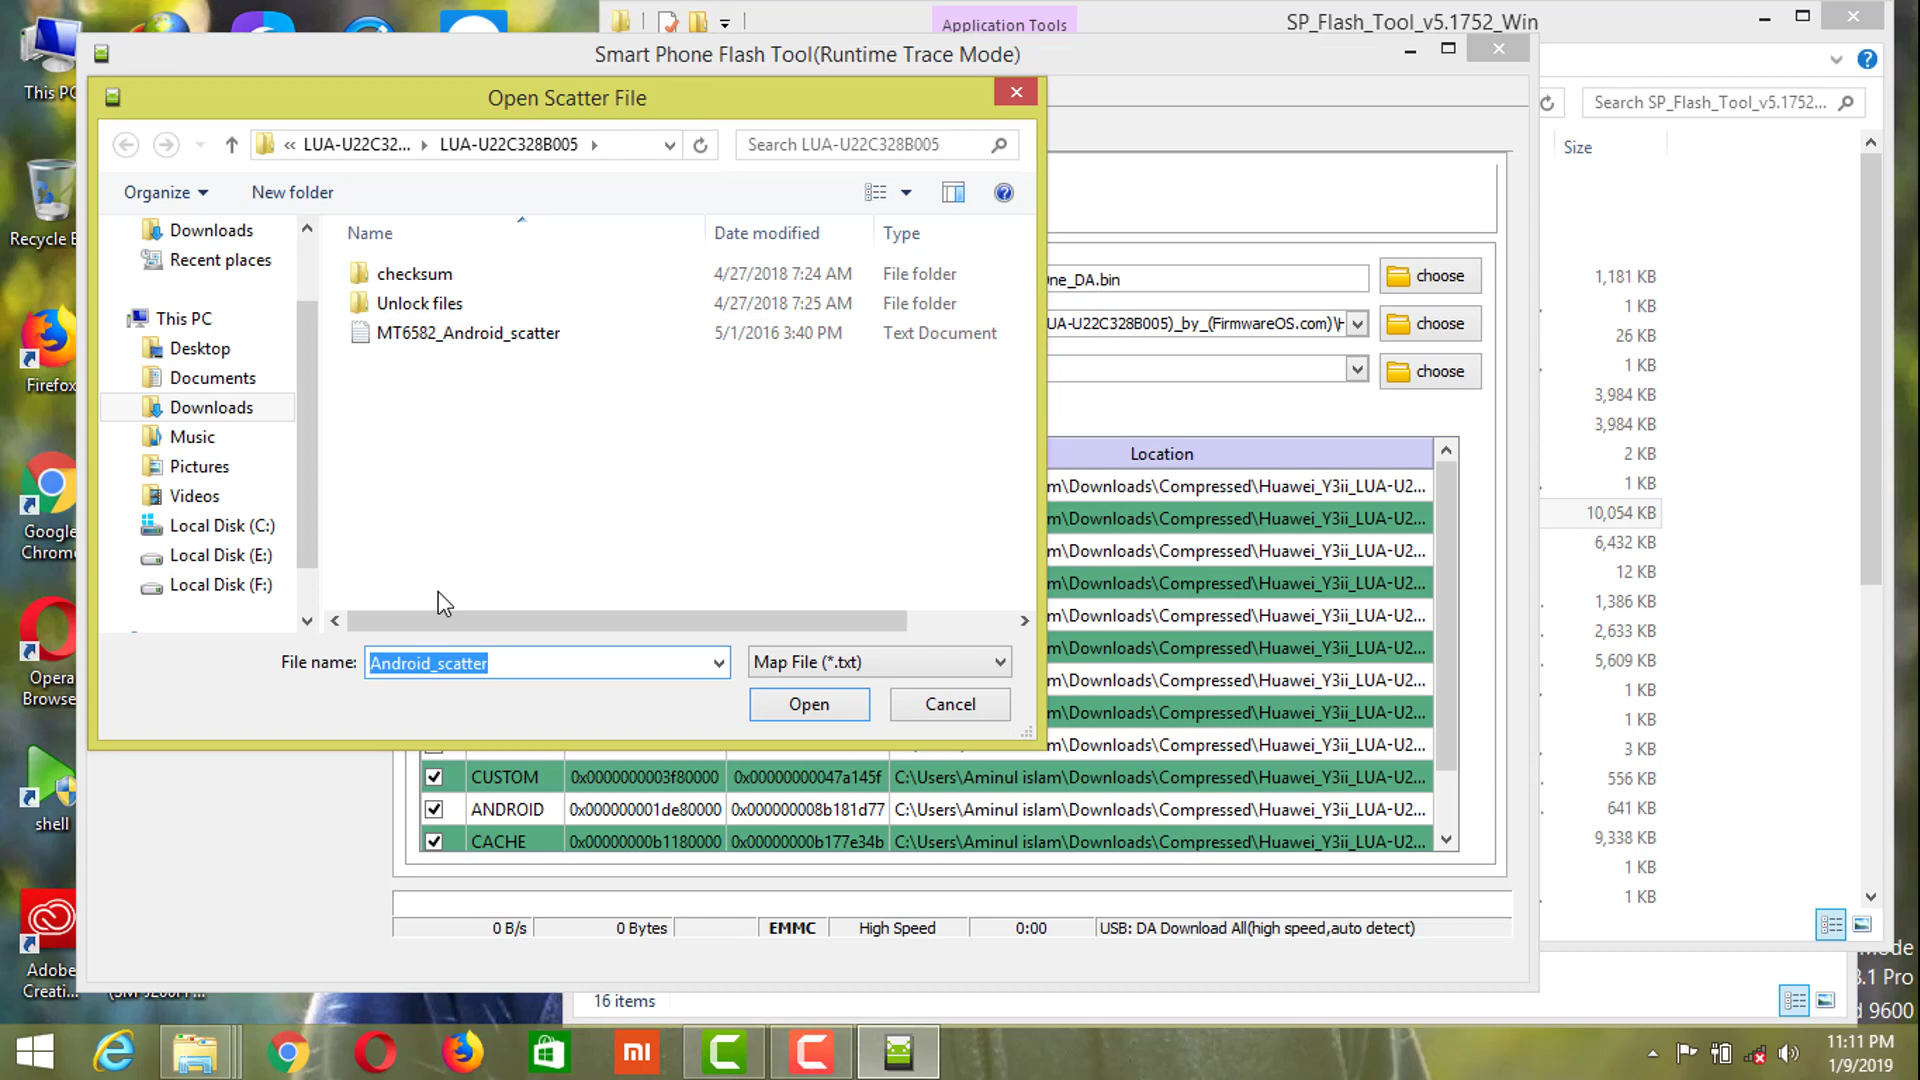 Application Tools
SP_Flash_Tool_v5.1752_Win
Smart Phone Flash Tool(Runtime Trace Mode)
Open Scatter File
« LUA-U22C32... LUA-U22C328B005
Search LUA-U22C328B005
Search SP_Flash_Tool_v5.1752...
Organize
New folder
Downloads
Recent places
This PC
Desktop
Documents
Downloads
Music
Pictures
Videos
Local Disk (C:)
Local Disk (E:)
Local Disk (F:)
Name Date modified Type
checksum 4/27/2018 7:24 AM File folder
Unlock files 4/27/2018 7:25 AM File folder
MT6582_Android_scatter 5/1/2016 3:40 PM Text Document
File name: Android_scatter
Map File (*.txt)
Open
Cancel
ne_DA.bin
choose
UA-U22C328B005)_by_(FirmwareOS.com)\
choose
choose
Location
m\Downloads\Compressed\Huawei_Y3ii_LUA-U2...
m\Downloads\Compressed\Huawei_Y3ii_LUA-U2...
m\Downloads\Compressed\Huawei_Y3ii_LUA-U2...
m\Downloads\Compressed\Huawei_Y3ii_LUA-U2...
m\Downloads\Compressed\Huawei_Y3ii_LUA-U2...
m\Downloads\Compressed\Huawei_Y3ii_LUA-U2...
m\Downloads\Compressed\Huawei_Y3ii_LUA-U2...
m\Downloads\Compressed\Huawei_Y3ii_LUA-U2...
m\Downloads\Compressed\Huawei_Y3ii_LUA-U2...
CUSTOM 0x0000000003f80000 0x00000000047a145f C:\Users\Aminul islam\Downloads\Compressed\Huawei_Y3ii_LUA-U2...
ANDROID 0x000000001de80000 0x000000008b181d77 C:\Users\Aminul islam\Downloads\Compressed\Huawei_Y3ii_LUA-U2...
CACHE 0x00000000b1180000 0x00000000b177e34b C:\Users\Aminul islam\Downloads\Compressed\Huawei_Y3ii_LUA-U2...
0 B/s 0 Bytes EMMC High Speed 0:00 USB: DA Download All(high speed,auto detect)
Size
1,181 KB
1 KB
26 KB
1 KB
3,984 KB
3,984 KB
2 KB
1 KB
10,054 KB
6,432 KB
12 KB
1,386 KB
2,633 KB
5,609 KB
1 KB
1 KB
3 KB
556 KB
641 KB
9,338 KB
1 KB
1 KB
16 items
This PC
Recycle B
Firefox
Google
Chrome
Opera
Browse
shell
Adobe
Creati...
ode
8.1 Pro
d 9600
11:11 PM
1/9/2019